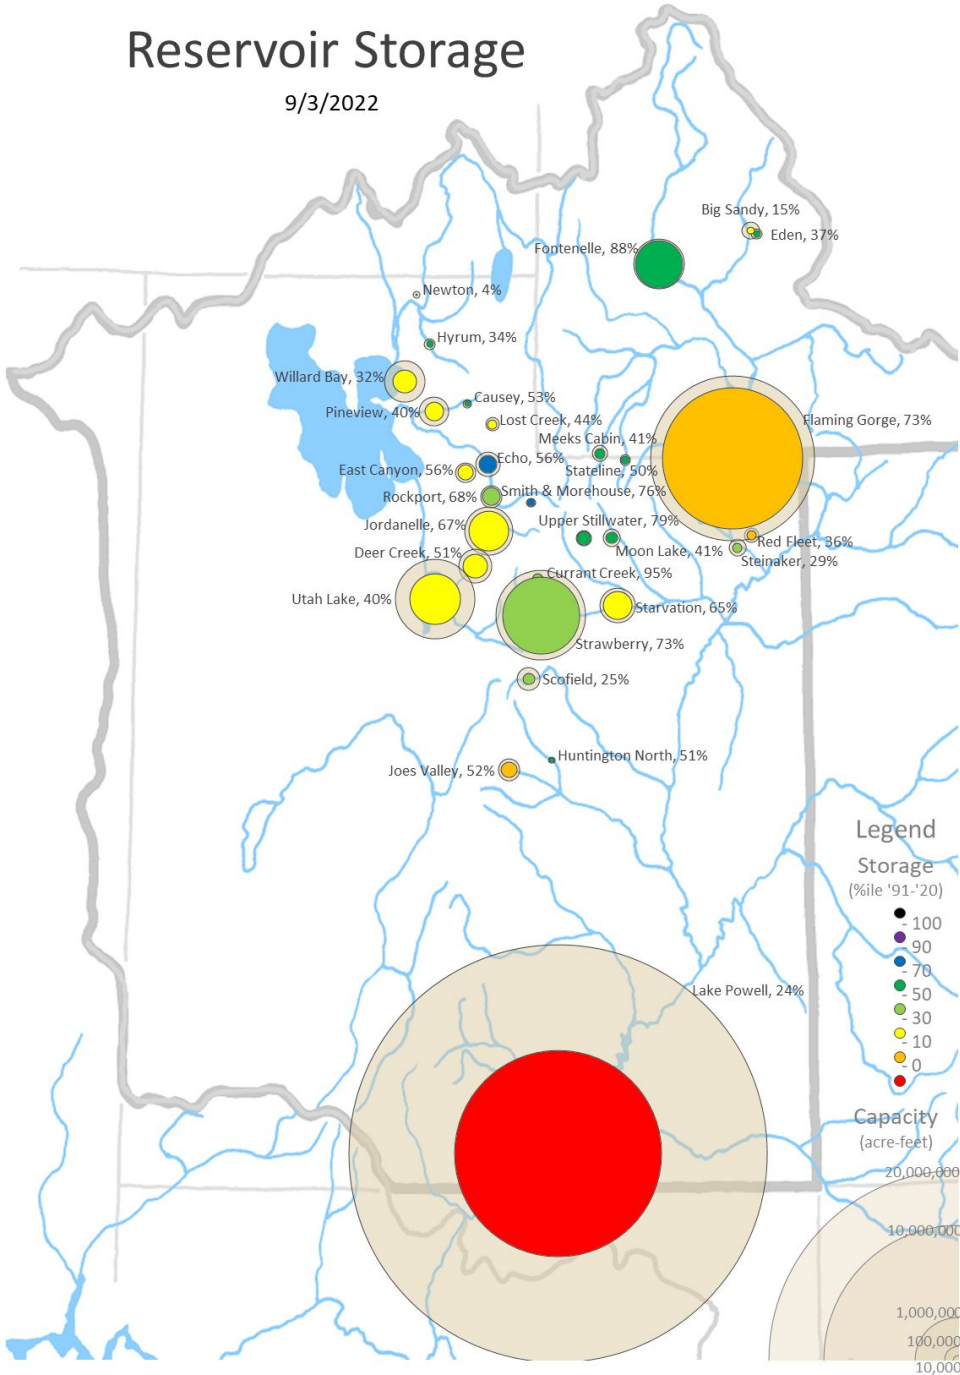 Reservoir Storage
9/3/2022
Big Sandy, 15%
Eden, 37%
Fontenelle, 88%
Newton, 4%
Hyrum, 34%
Willard Bay, 32%
Causey, 53%
Pineview, 40%
Lost Creek, 44%
Flaming Gorge, 73%
Meeks Cabin, 41%
Echo, 56%
East Canyon, 56%
Stateline, 50%
Smith & Morehouse, 76%
Rockport, 68%
Upper Stillwater, 79%
Jordanelle, 67%
Red Fleet, 36%
Moon Lake, 41%
Deer Creek, 51%
Steinaker, 29%
Currant Creek, 95%
Utah Lake, 40%
Starvation, 65%
Strawberry, 73%
Scofield, 25%
Huntington North, 51%
Joes Valley, 52%
Legend
Storage
(%ile '91-'20)
- 100
- 90
- 70
- 50
- 30
- 10
- 0
Lake Powell, 24%
Capacity
(acre-feet)
20,000,000
10,000,000
1,000,000
100,000
10,000